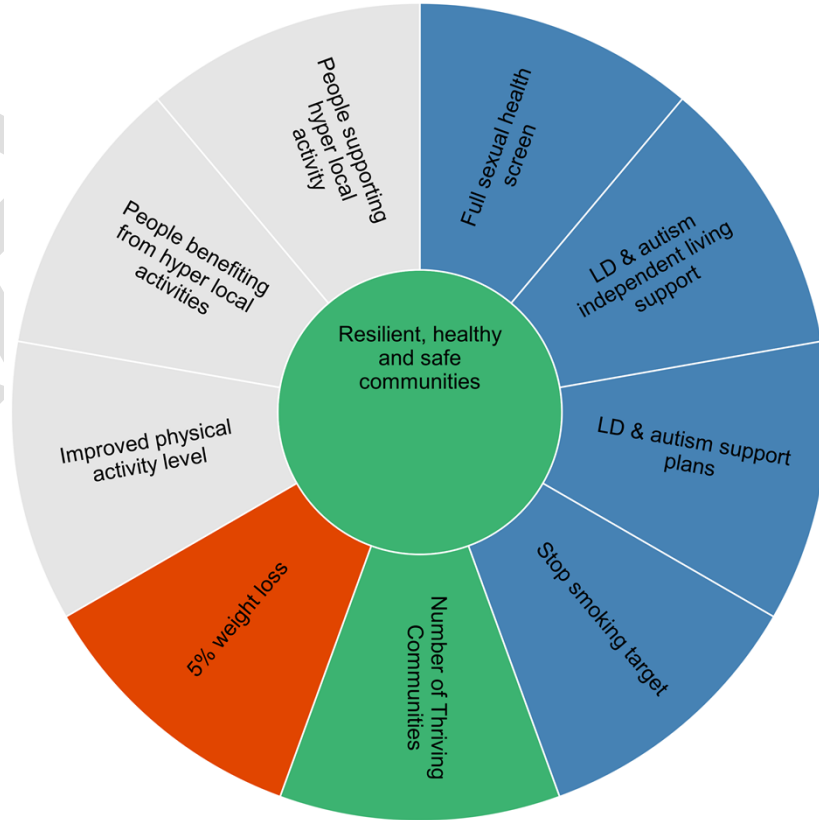 Resilient, healthy
and safe
communities
Full sexual health
screen
LD & autism
independent living
support
LD & autism support
plans
Stop smoking target
Number of Thriving
Communities
5% weight loss
Improved physical
activity level
People benefiting
from hyper local
activities
People supporting
hyper local
activity